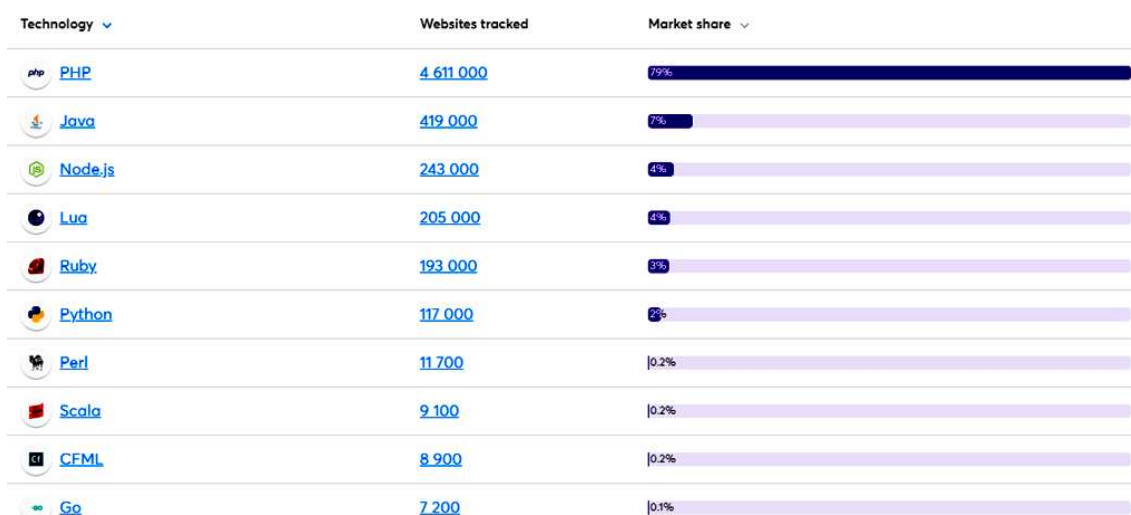 Technology Websites tracked Market share
php PHP 4 611 000 79%
Java 419 000 7%
JS Node.js 243 000 4%
Lua 205 000 4%
Ruby 193 000 3%
Python 117 000 2%
Perl 11 700 0.2%
Scala 9 100 0.2%
Cf CFML 8 900 0.2%
GO Go 7 200 0.1%